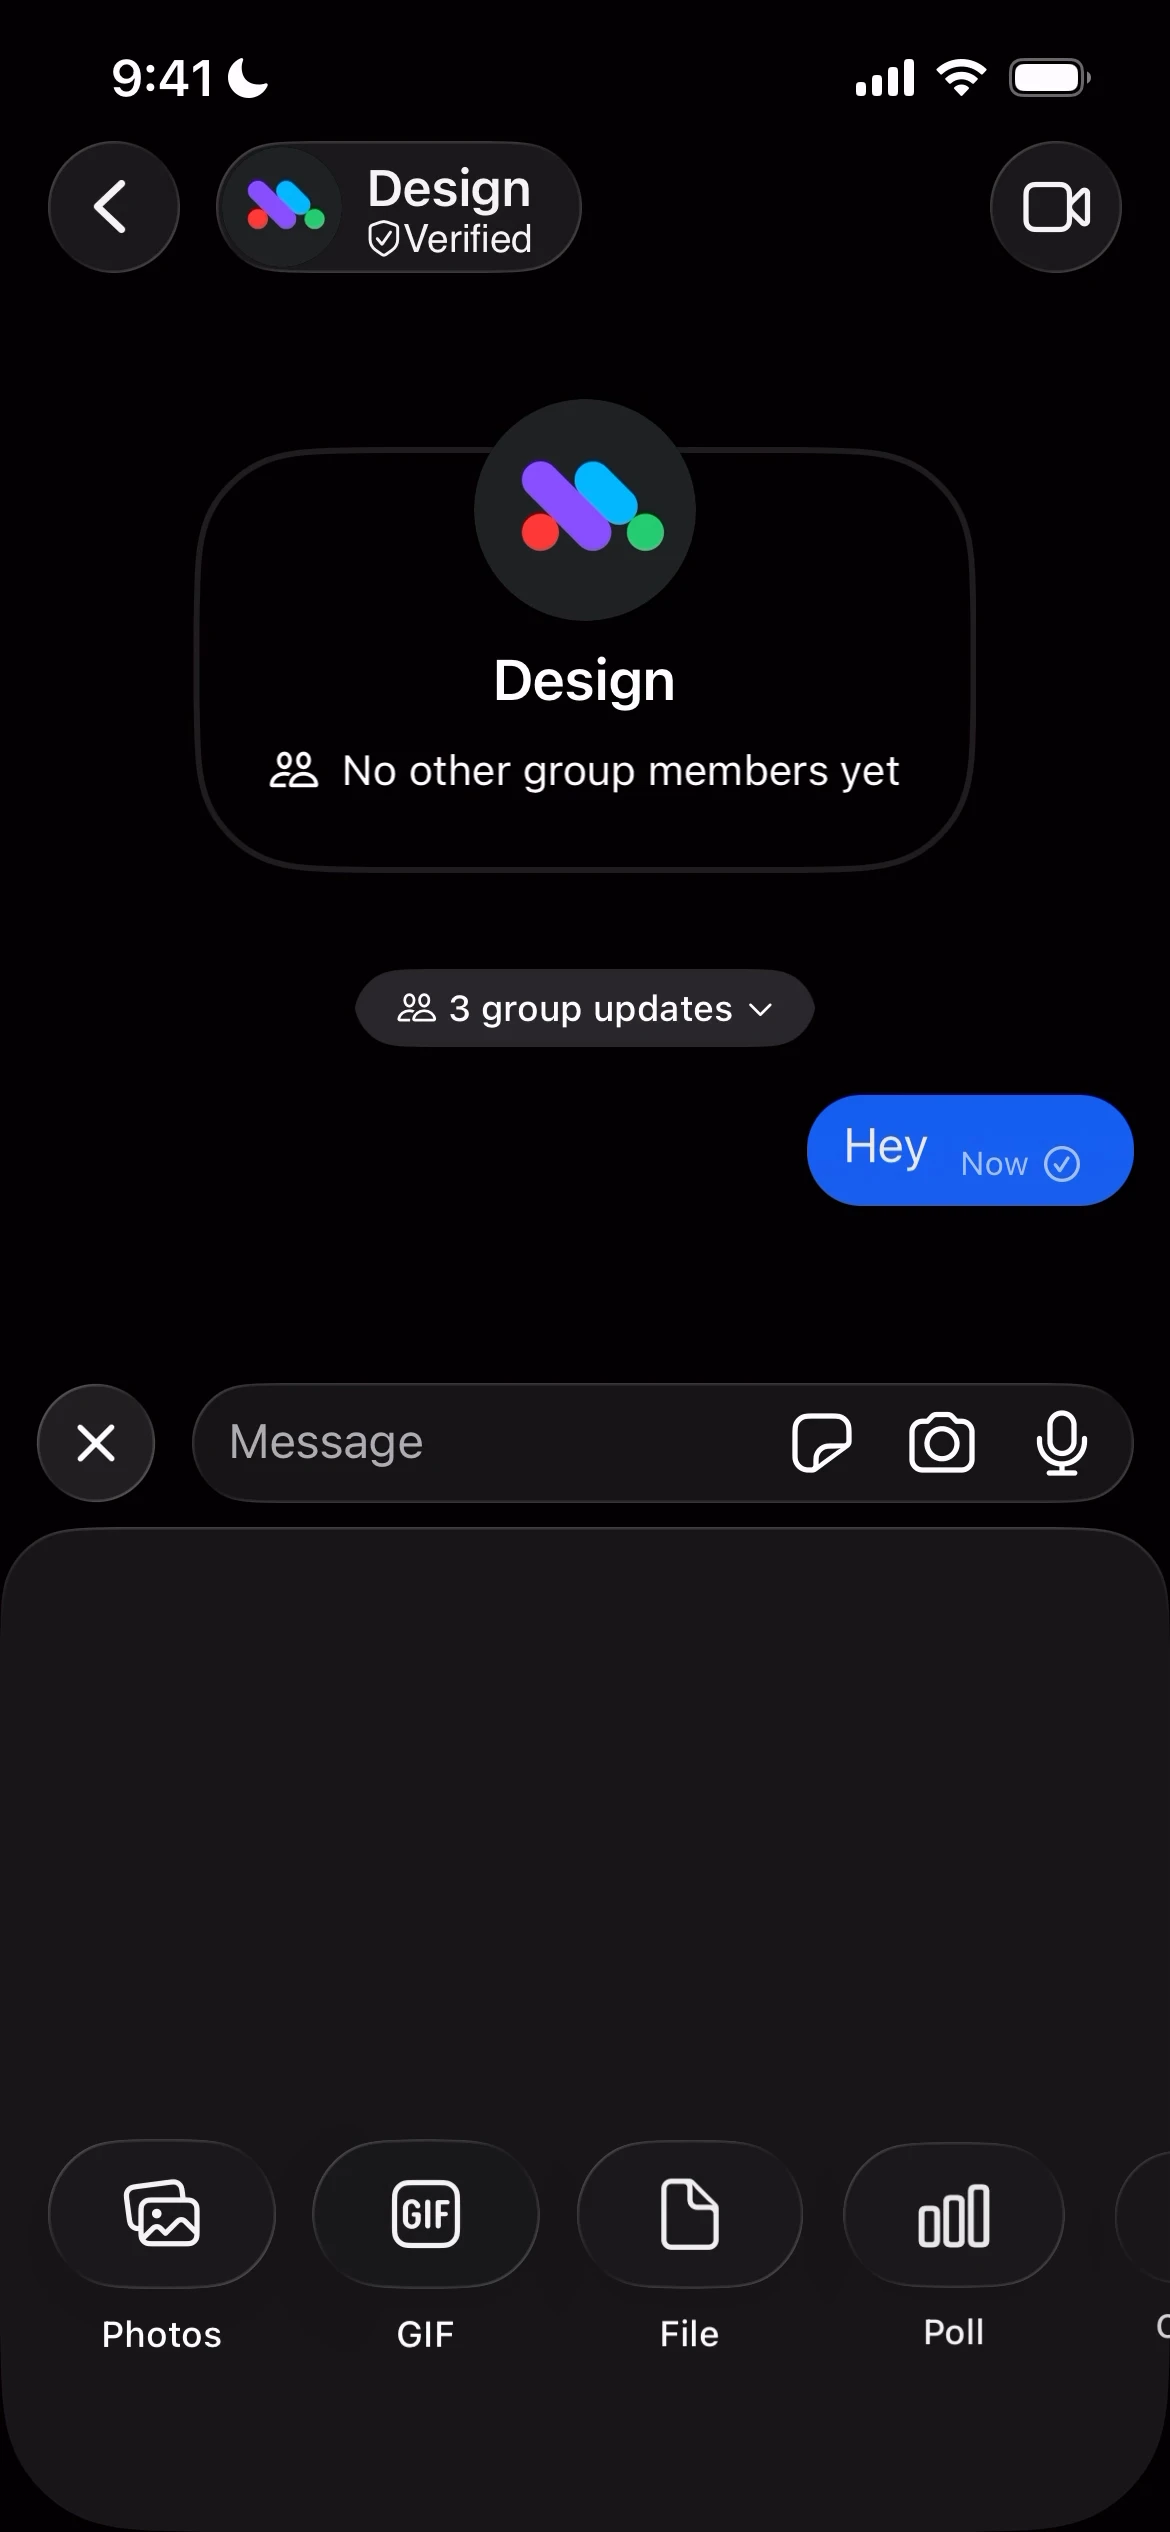 9:41
Design
Verified
Design
No other group members yet
3 group updates
Hey Now
Message
GIF
Photos GIF File Poll